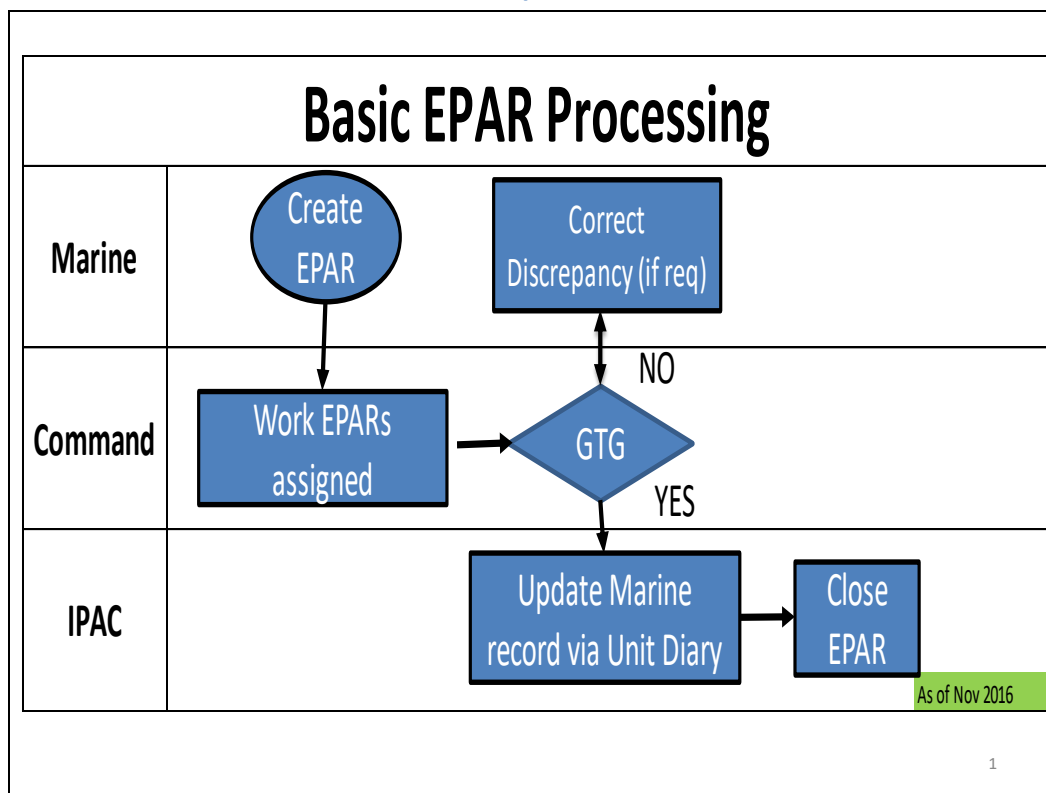 Basic EPAR Processing
Marine
Create
EPAR
Correct
Discrepancy (if req)
NO
Command
Work EPARs
assigned
GTG
YES
IPAC
Update Marine
record via Unit Diary
Close
EPAR
As of Nov 2016
1